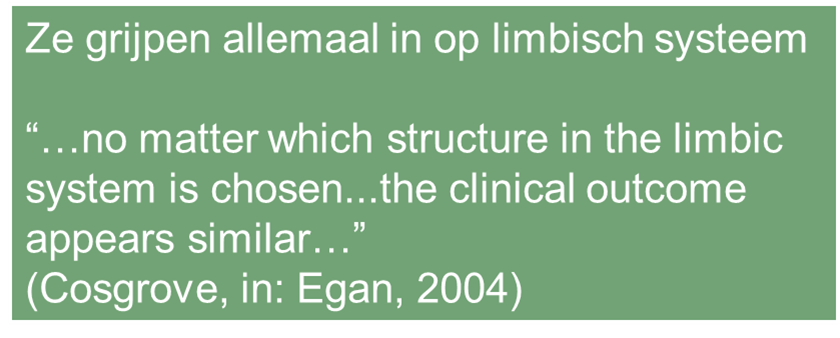 Ze grijpen allemaal in op limbisch systeem
“…no matter which structure in the limbic
system is chosen...the clinical outcome
appears similar…”
(Cosgrove, in: Egan, 2004)